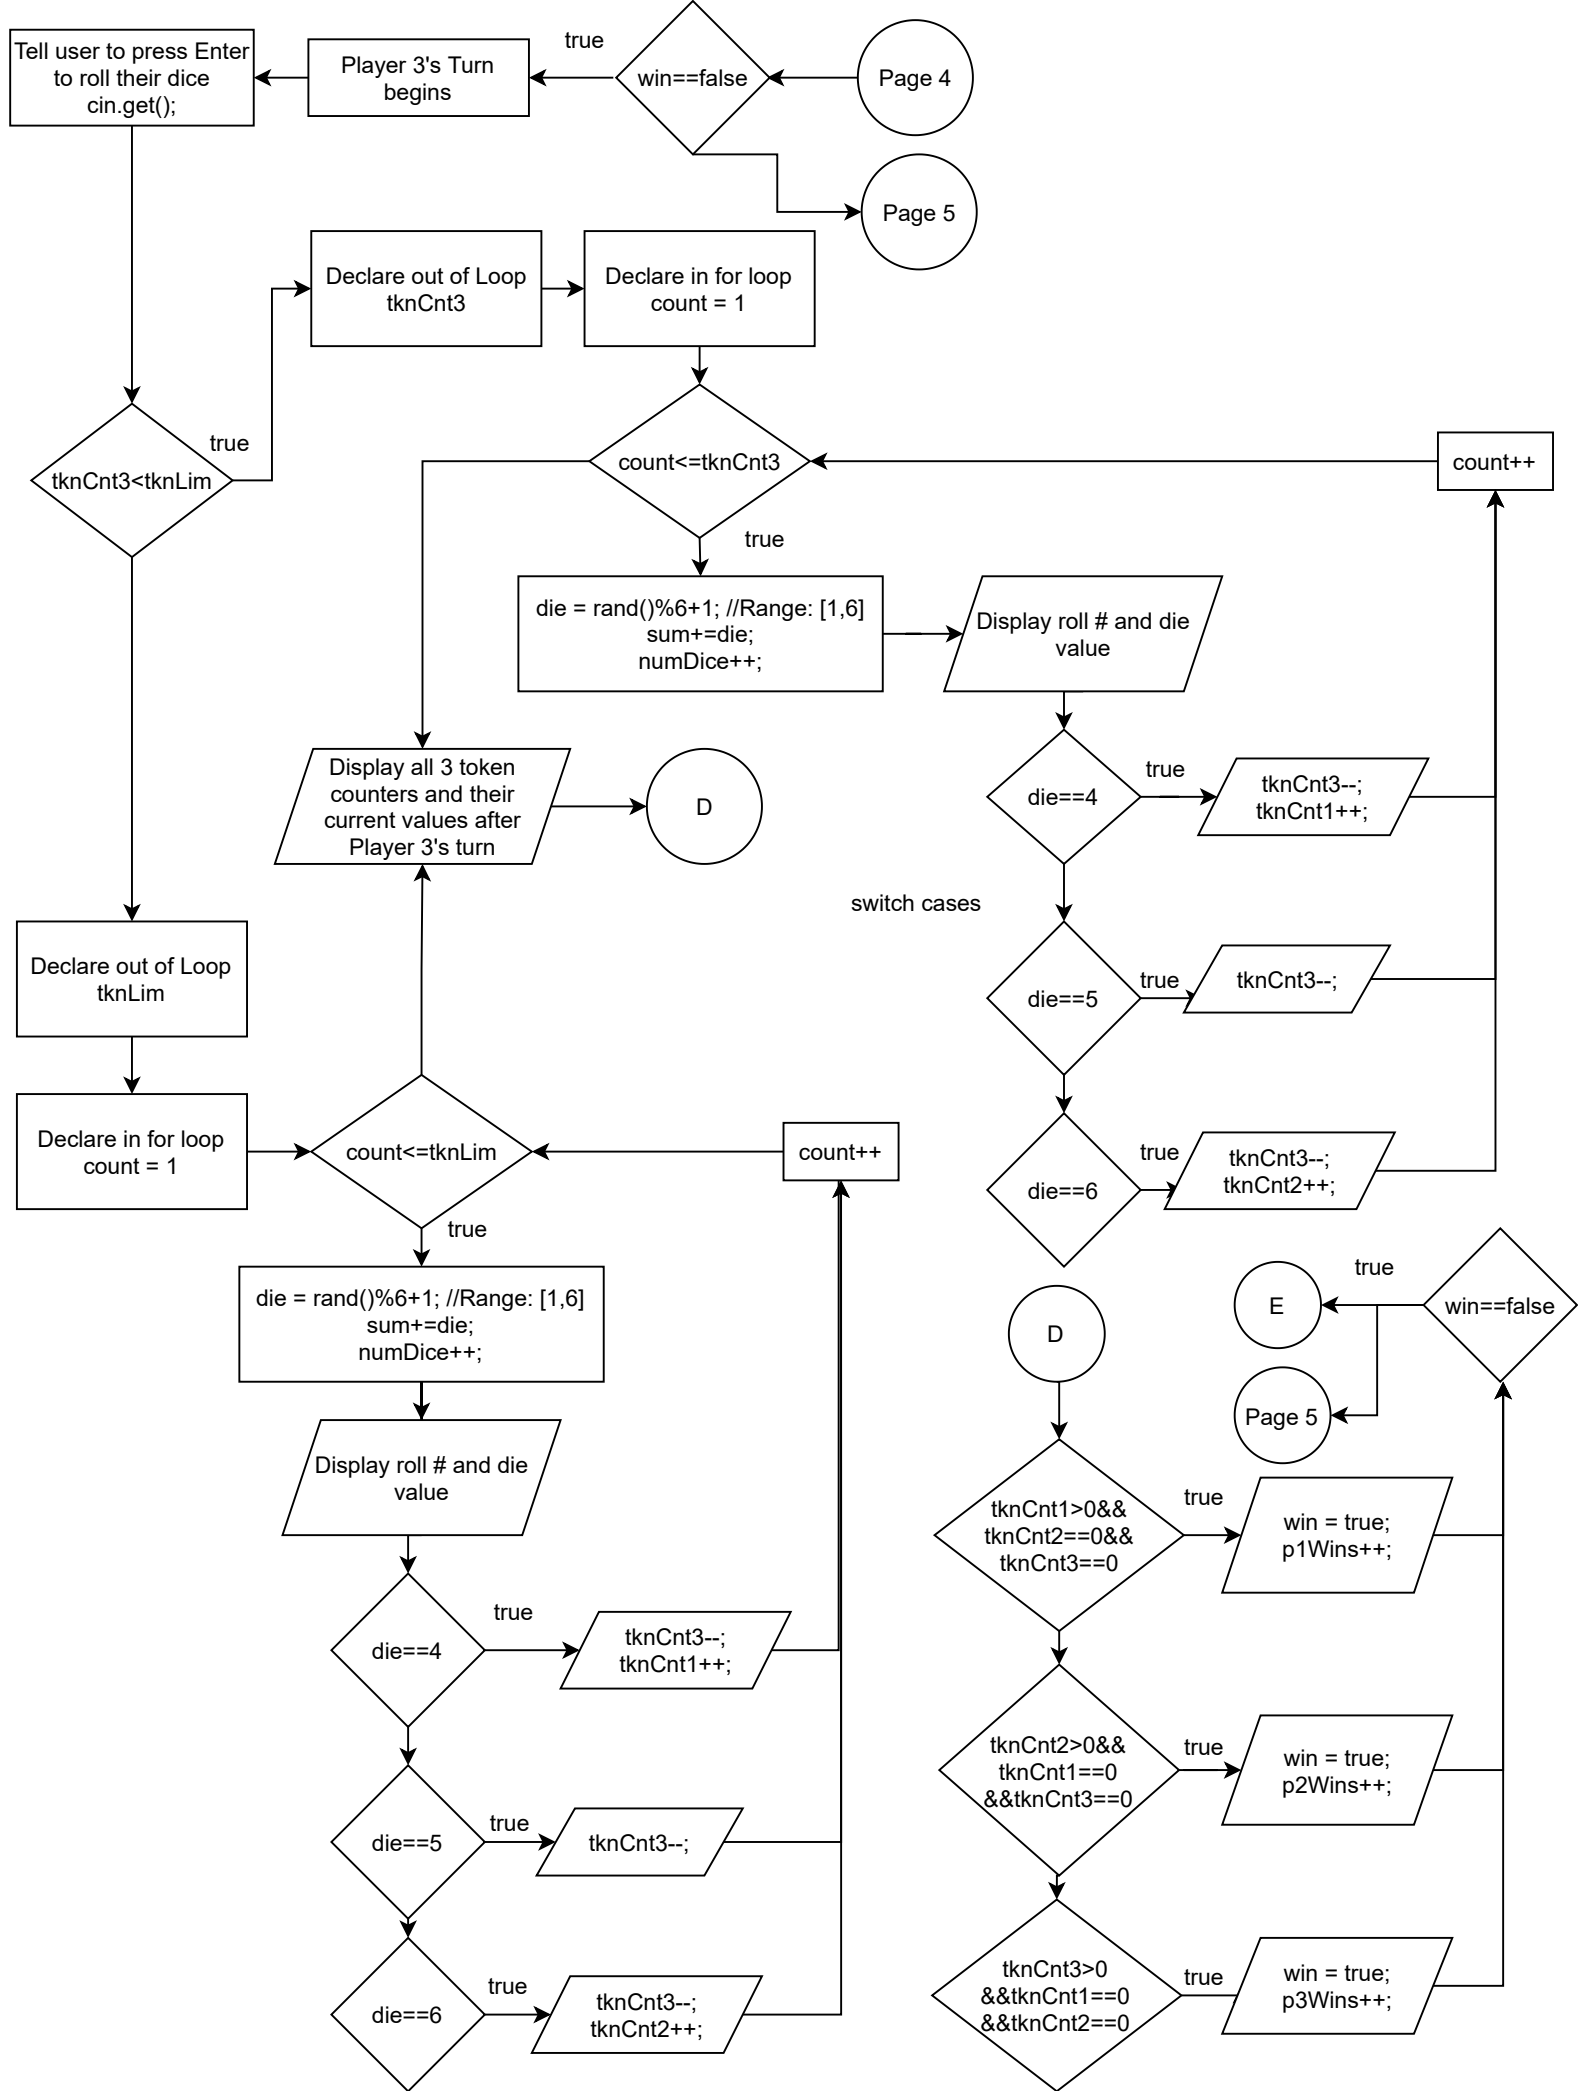 Tell user to press Enter
to roll their dice
cin.get();
Player 3's Turn
begins
true
win==false
Page 4
Page 5
Declare out of Loop
tknCnt3
Declare in for loop
count = 1
tknCnt3<tknLim
true
count<=tknCnt3
count++
true
die = rand()%6+1; //Range: [1,6]
sum+=die;
numDice++;
Display roll # and die
value
Display all 3 token
counters and their
current values after
Player 3's turn
D
die==4
true
tknCnt3--;
tknCnt1++;
switch cases
die==5
true
tknCnt3--;
die==6
true
tknCnt3--;
tknCnt2++;
Declare out of Loop
tknLim
Declare in for loop
count = 1
count<=tknLim
count++
true
die = rand()%6+1; //Range: [1,6]
sum+=die;
numDice++;
Display roll # and die
value
die==4
true
tknCnt3--;
tknCnt1++;
die==5
true
tknCnt3--;
die==6
true
tknCnt3--;
tknCnt2++;
D
E
true
win==false
Page 5
tknCnt1>0&&
tknCnt2==0&&
tknCnt3==0
true
win = true;
p1Wins++;
tknCnt2>0&&
tknCnt1==0
&&tknCnt3==0
true
win = true;
p2Wins++;
tknCnt3>0
&&tknCnt1==0
&&tknCnt2==0
true
win = true;
p3Wins++;